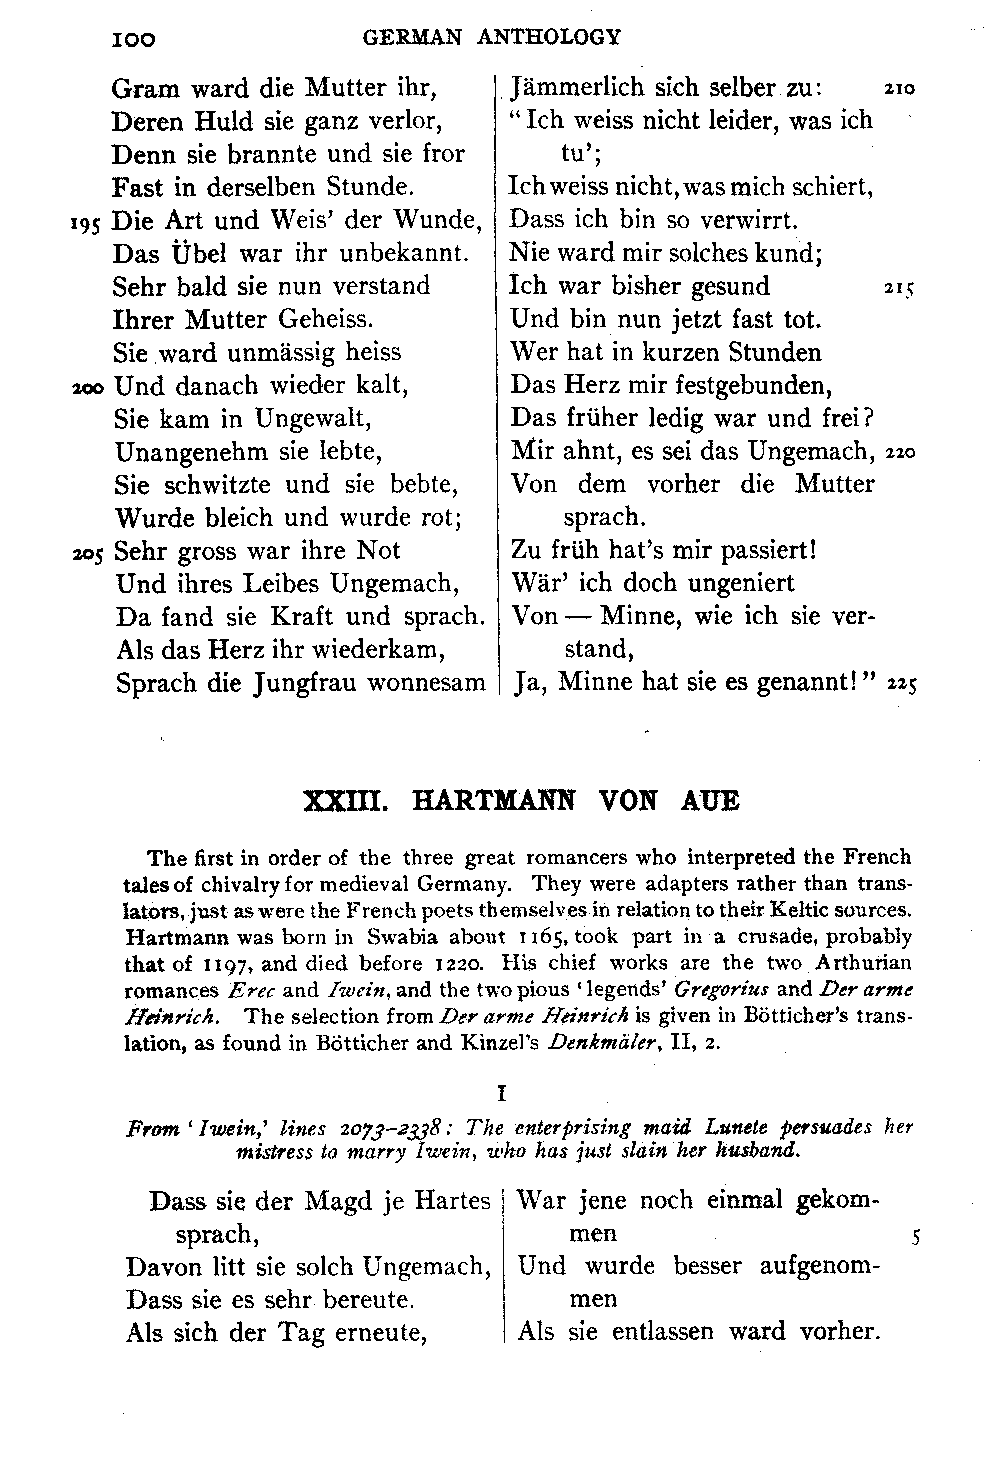 100 GERMAN ANTHOLOGY
Gram ward die Mutter ihr,
Deren Huld sie ganz verlor,
Denn sie brannte und sie fror
Fast in derselben Stunde.
195 Die Art und Weis' der Wunde,
Das Übel war ihr unbekannt.
Sehr bald sie nun verstand
Ihrer Mutter Geheiss.
Sie ward unmässig heiss
200 Und danach wieder kalt,
Sie kam in Ungewalt,
Unangenehm sie lebte,
Sie schwitzte und sie bebte,
Wurde bleich und wurde rot;
205 Sehr gross war ihre Not
Und ihres Leibes Ungemach,
Da fand sie Kraft und sprach.
Als das Herz ihr wiederkam,
Sprach die Jungfrau wonnesam
Jämmerlich sich selber zu: 210
"Ich weiss nicht leider, was ich
tu';
Ich weiss nicht, was mich schiert,
Dass ich bin so verwirrt.
Nie ward mir solches kund;
Ich war bisher gesund 215
Und bin nun jetzt fast tot.
Wer hat in kurzen Stunden
Das Herz mir festgebunden,
Das früher ledig war und frei?
Mir ahnt, es sei das Ungemach, 220
Von dem vorher die Mutter
sprach.
Zu früh hat's mir passiert!
Wär' ich doch ungeniert
Von — Minne, wie ich sie ver-
stand,
Ja, Minne hat sie es genannt!" 225
XXIII. HARTMANN VON AUE
The first in order of the three great romancers who interpreted the French
tales of chivalry for medieval Germany. They were adapters rather than trans-
lators, just as were the French poets themselves in relation to their Keltic sources.
Hartmann was born in Swabia about 1165, took part in a crusade, probably
that of 1197, and died before 1220. His chief works are the two Arthurian
romances Erec and Iwein, and the two pious 'legends' Gregorius and Der arme
Heinrich. The selection from Der arme Heinrich is given in Bötticher's trans-
lation, as found in Bötticher and Kinzel's Denkmäler, II, 2.
I
From 'Iwein,' lines 2073–2338: The enterprising maid Lunete persuades her
mistress to marry Iwein, who has just slain her husband.
Dass sie der Magd je Hartes
sprach,
Davon litt sie solch Ungemach,
Dass sie es sehr bereute.
Als sich der Tag erneute,
War jene noch einmal gekom-
men 5
Und wurde besser aufgenom-
men
Als sie entlassen ward vorher.